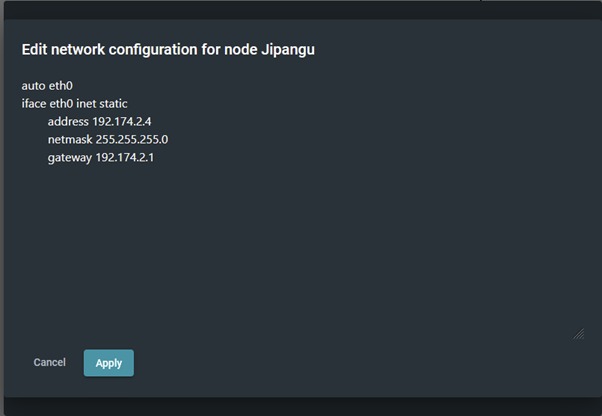 Edit network configuration for node Jipangu
auto eth0
iface eth0 inet static
address 192.174.2.4
netmask 255.255.255.0
gateway 192.174.2.1
Cancel
Apply